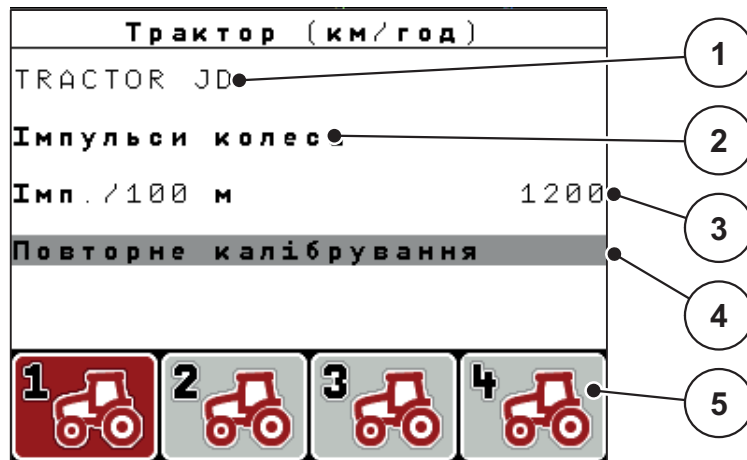 Трактор (км/год)
TRACTOR JD
Імпульси колеса
Імп./100 м 1200
Повторне калібрування
1 2 3 4
1
2
3
4
5